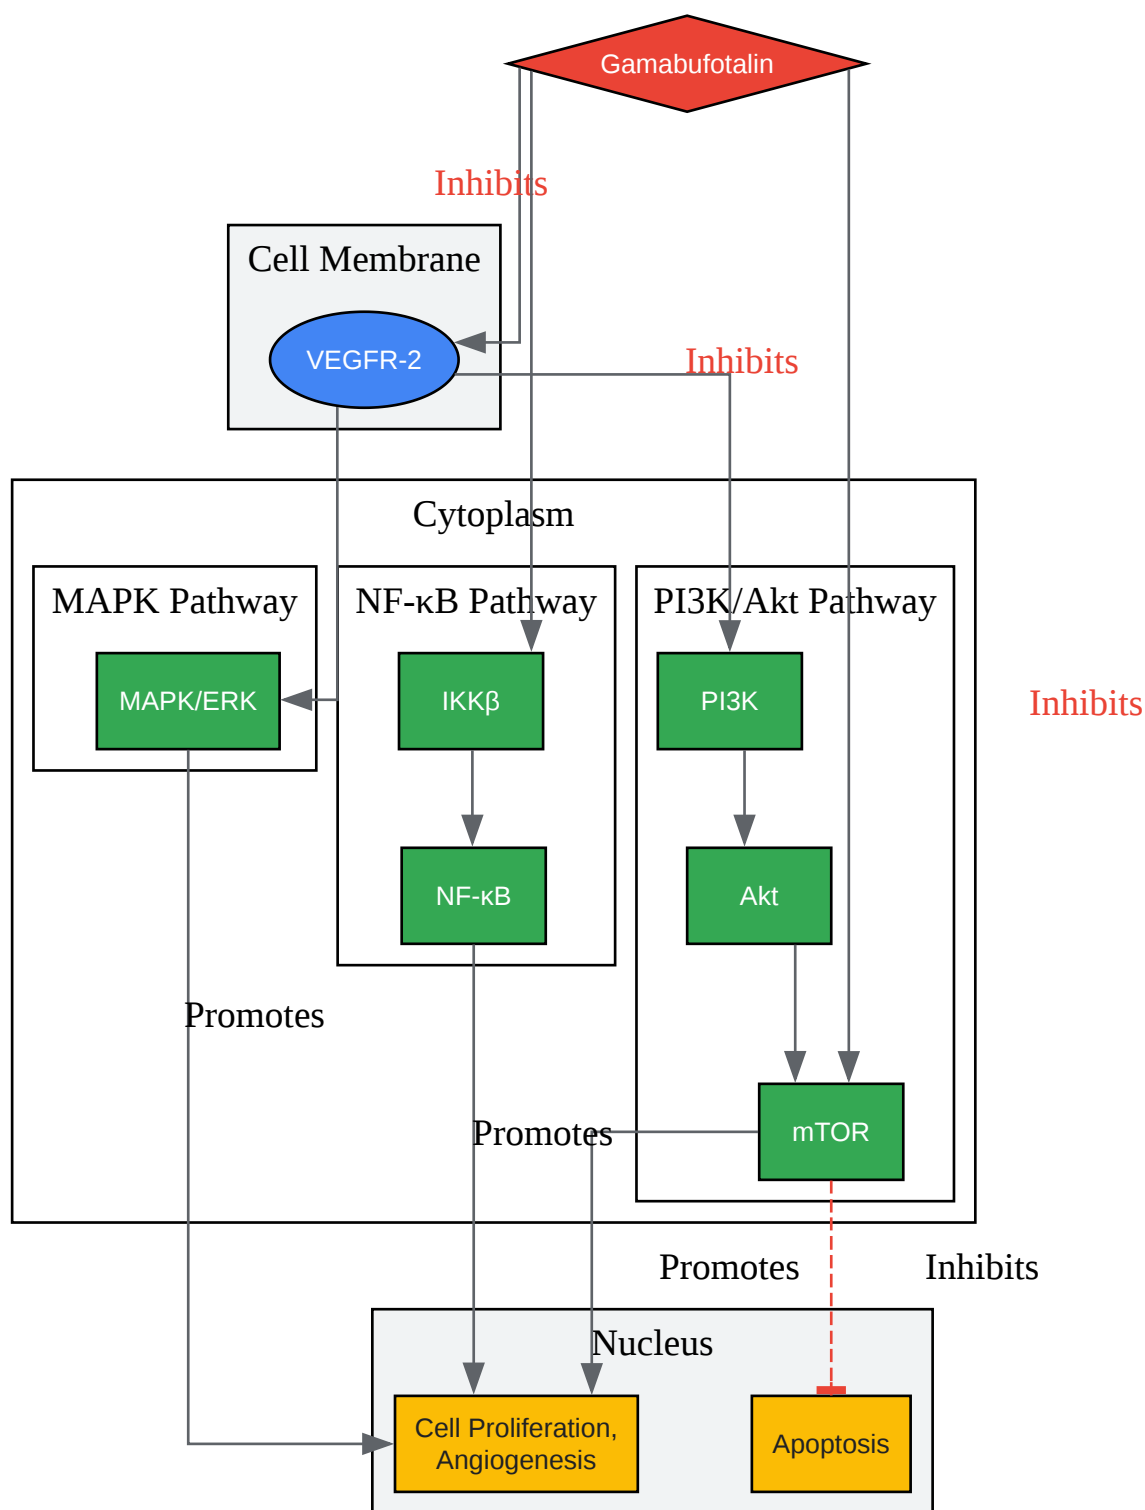 Gamabufotalin
Inhibits
Cell Membrane
VEGFR-2
Inhibits
Cytoplasm
MAPK Pathway
NF-κB Pathway
PI3K/Akt Pathway
MAPK/ERK
IKKβ
PI3K
Inhibits
NF-κB
Akt
Promotes
Promotes
mTOR
Promotes
Inhibits
Nucleus
Cell Proliferation,
Angiogenesis
Apoptosis